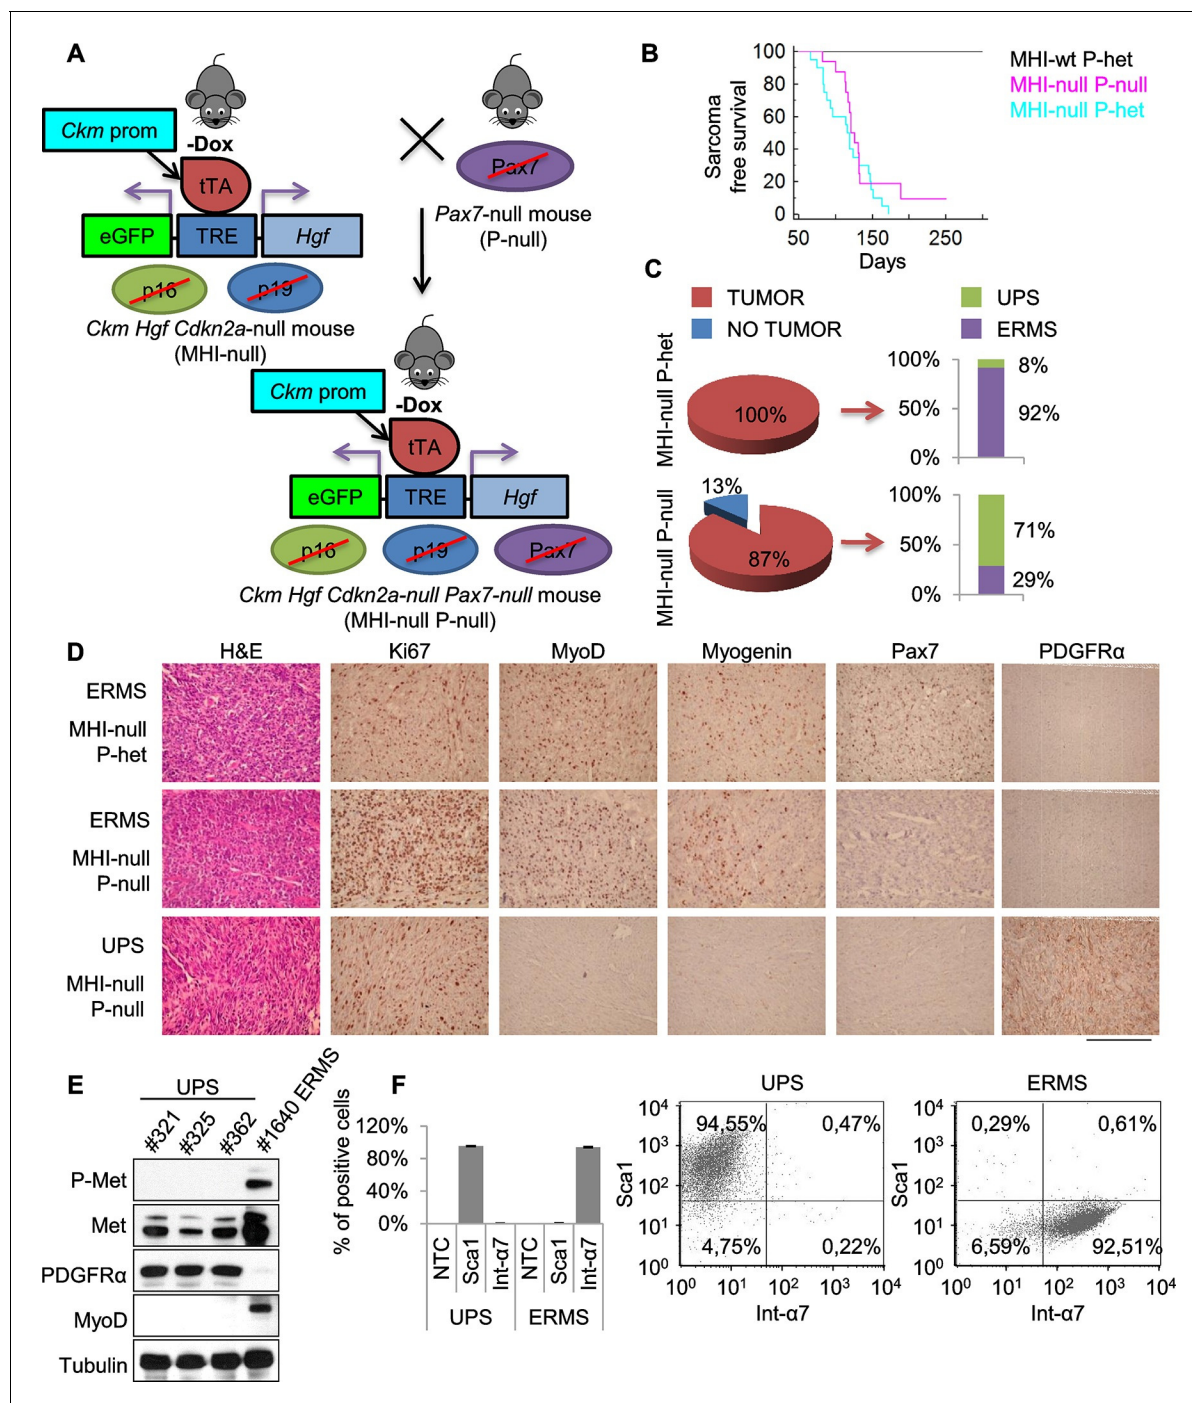 A
Ckm prom
-Dox
tTA
eGFP
TRE
Hgf
p16
p19
Ckm Hgf Cdkn2a-null mouse
(MHI-null)
Pax7
Pax7-null mouse
(P-null)
Ckm prom
-Dox
tTA
eGFP
TRE
Hgf
p16
p19
Pax7
Ckm Hgf Cdkn2a-null Pax7-null mouse
(MHI-null P-null)
B
Sarcoma
free survival
100
80
60
40
20
0
50
150
250
Days
MHI-wt P-het
MHI-null P-null
MHI-null P-het
C
TUMOR
NO TUMOR
UPS
ERMS
MHI-null P-het
100%
100%
50%
0%
8%
92%
MHI-null P-null
13%
87%
100%
50%
0%
71%
29%
D
H&E
Ki67
MyoD
Myogenin
Pax7
PDGFRα
ERMS
MHI-null
P-het
ERMS
MHI-null
P-null
UPS
MHI-null
P-null
E
UPS
#321
#325
#362
#1640 ERMS
P-Met
Met
PDGFRα
MyoD
Tubulin
F
% of positive cells
120%
80%
40%
0%
NTC
Sca1
Int-α7
NTC
Sca1
Int-α7
UPS
ERMS
UPS
Sca1
10⁴
10³
10²
10¹
10⁰
94,55%
0,47%
4,75%
0,22%
10⁰
10¹
10²
10³
10⁴
Int-α7
ERMS
Sca1
10⁴
10³
10²
10¹
10⁰
0,29%
0,61%
6,59%
92,51%
10⁰
10¹
10²
10³
10⁴
Int-α7